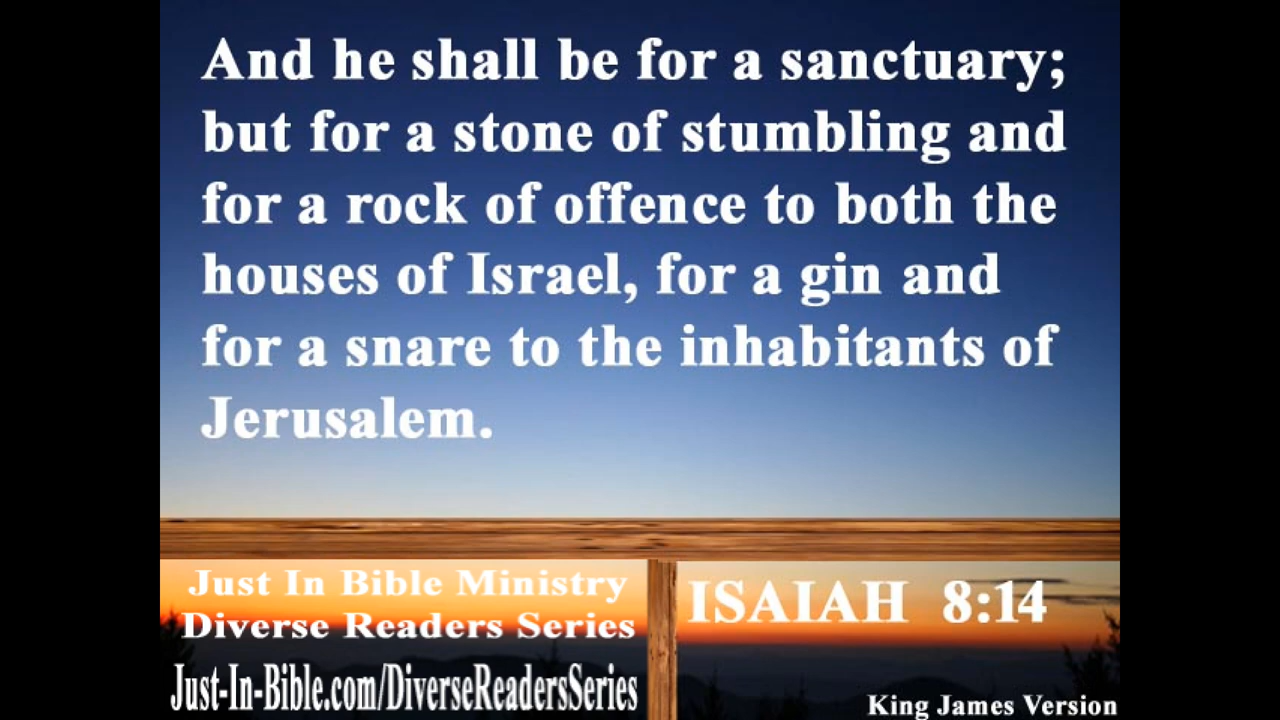 And he shall be for a sanctuary;
but for a stone of stumbling and
for a rock of offence to both the
houses of Israel, for a gin and
for a snare to the inhabitants of
Jerusalem.
Just In Bible Ministry
Diverse Readers Series
Just-In-Bible.com/DiverseReadersSeries
ISAIAH 8:14
King James Version